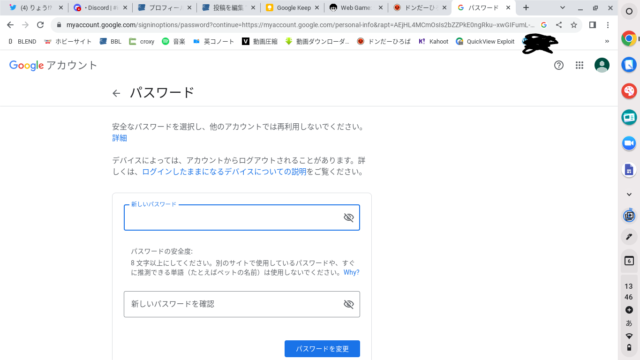 (4) りょうい
• Discord | #
プロフィー
投稿を編集
Google Keep
Web Gamc
ドンだーひろ
パスワード
myaccount.google.com/signinoptions/password?continue=https://myaccount.google.com/personal-info&rapt=
BLEND
ホビーサイト
BBL
croxy
音楽
英コノート
動画圧縮
動画ダウンローダ...
ドンだーひろば
Kahoot
QuickView Exploit
Google アカウント
パスワード
安全なパスワードを選択し、他のアカウントでは再利用しないでください。
詳細
デバイスによっては、アカウントからログアウトされることがあります。詳
しくは、ログインしたままになるデバイスについての説明をご覧ください。
新しいパスワード
パスワードの安全度:
8 文字以上にしてください。別のサイトで使用しているパスワードや、すぐ
に推測できる単語（たとえばペットの名前）は使用しないでください。Why?
新しいパスワードを確認
パスワードを変更
13
46
あ